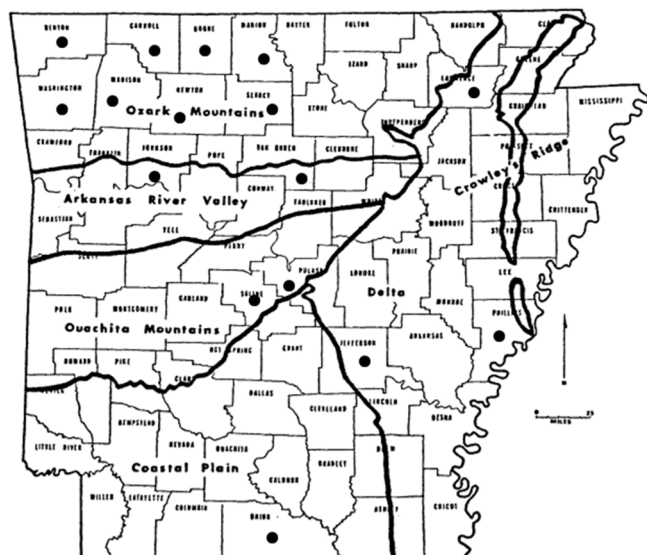 BENTON
CARROLL
BOONE
MARION
BAXTER
FULTON
RANDOLPH
CLAY
GREENE
IZARD
SHARP
LAWRENCE
WASHINGTON
MADISON
NEWTON
SEARCY
STONE
CRAIGHEAD
MISSISSIPPI
Ozark Mountains
INDEPENDENCE
CRAWFORD
FRANKLIN
JOHNSON
POPE
VAN BUREN
CLEBURNE
JACKSON
Crowley's Ridge
CROSS
Arkansas River Valley
CONWAY
FAULKNER
WHITE
CRITTENDEN
SEBASTIAN
WOODRUFF
ST. FRANCIS
YELL
PERRY
PRAIRIE
SCOTT
LEE
PULASKI
LONOKE
SALINE
GARLAND
Delta
MONROE
POLK
MONTGOMERY
PHILLIPS
Ouachita Mountains
ARKANSAS
JEFFERSON
HOT SPRING
GRANT
HOWARD
PIKE
CLARK
DALLAS
LINCOLN
CLEVELAND
DESHA
HEMPSTEAD
LITTLE RIVER
NEVADA
OUACHITA
Coastal Plain
CALHOUN
BRADLEY
MILLER
LAFAYETTE
COLUMBIA
ASHLEY
CHICOT
N
0 25
MILES